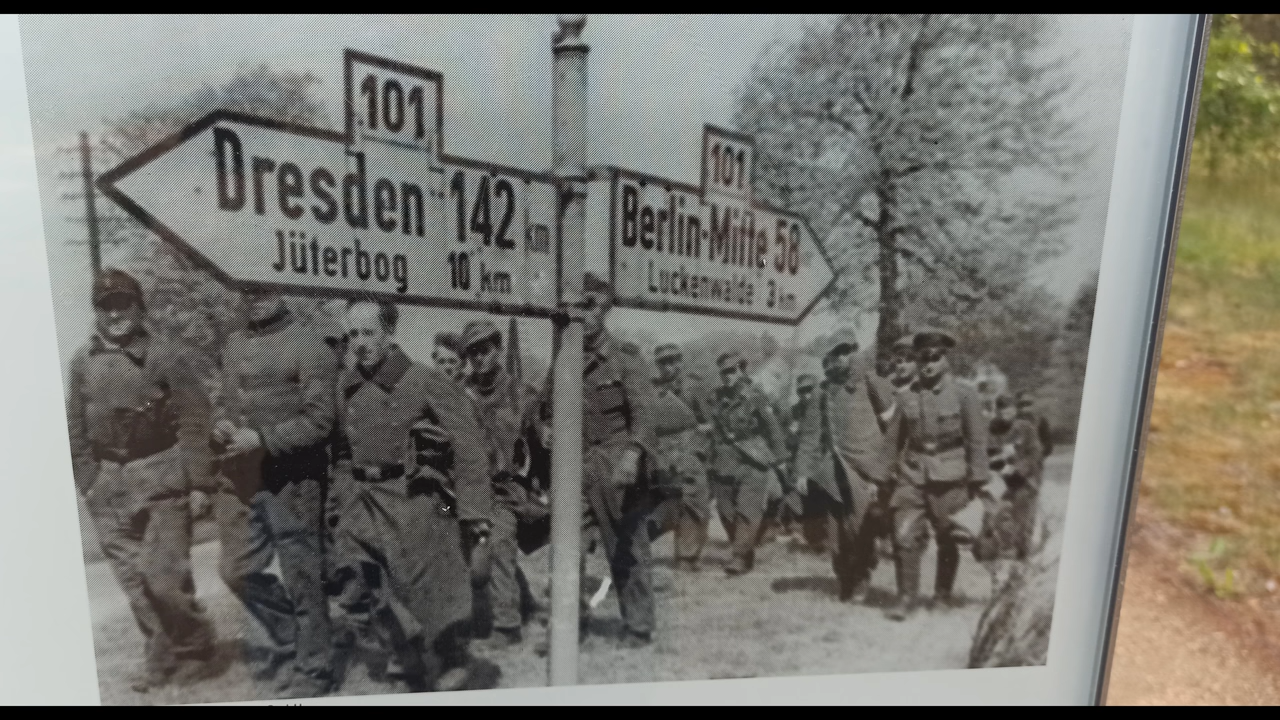 101
Dresden 142 km
Jüterbog 10 km
101
Berlin-Mitte 58
Luckenwalde 3 km